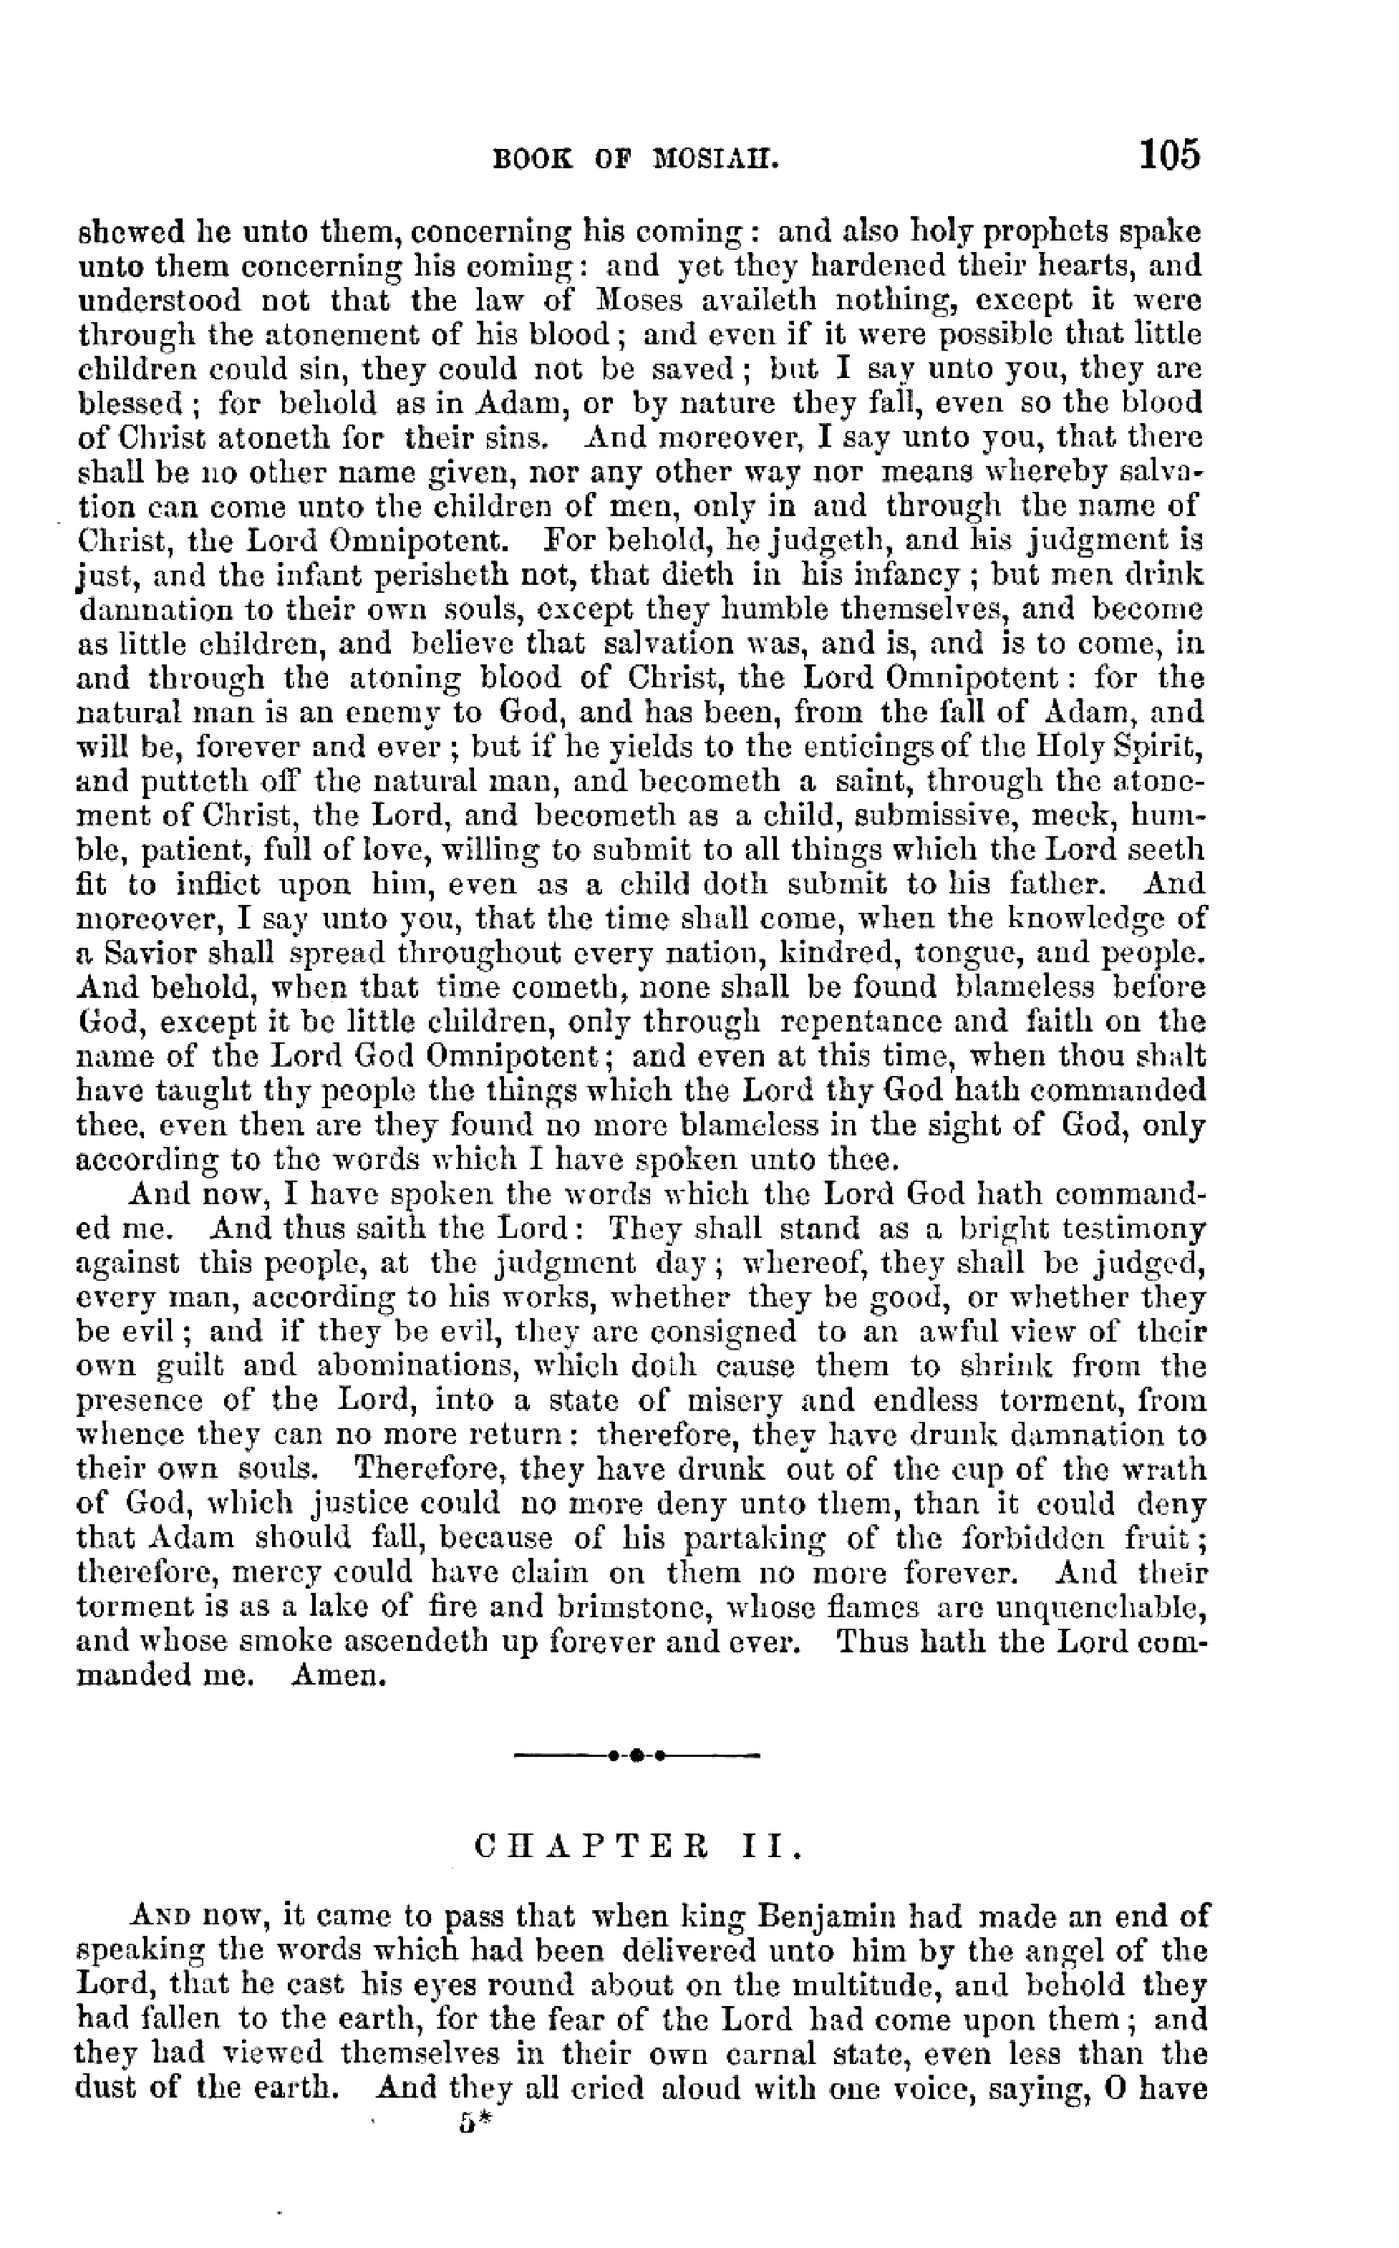 BOOK OF MOSIAH. 105
shewed he unto them, concerning his coming: and also holy prophets spake
unto them concerning his coming: and yet they hardened their hearts, and
understood not that the law of Moses availeth nothing, except it were
through the atonement of his blood; and even if it were possible that little
children could sin, they could not be saved; but I say unto you, they are
blessed; for behold as in Adam, or by nature they fall, even so the blood
of Christ atoneth for their sins. And moreover, I say unto you, that there
shall be no other name given, nor any other way nor means whereby salva-
tion can come unto the children of men, only in and through the name of
Christ, the Lord Omnipotent. For behold, he judgeth, and his judgment is
just, and the infant perisheth not, that dieth in his infancy; but men drink
damnation to their own souls, except they humble themselves, and become
as little children, and believe that salvation was, and is, and is to come, in
and through the atoning blood of Christ, the Lord Omnipotent: for the
natural man is an enemy to God, and has been, from the fall of Adam, and
will be, forever and ever; but if he yields to the enticings of the Holy Spirit,
and putteth off the natural man, and becometh a saint, through the atone-
ment of Christ, the Lord, and becometh as a child, submissive, meek, hum-
ble, patient, full of love, willing to submit to all things which the Lord seeth
fit to inflict upon him, even as a child doth submit to his father. And
moreover, I say unto you, that the time shall come, when the knowledge of
a Savior shall spread throughout every nation, kindred, tongue, and people.
And behold, when that time cometh, none shall be found blameless before
God, except it be little children, only through repentance and faith on the
name of the Lord God Omnipotent; and even at this time, when thou shalt
have taught thy people the things which the Lord thy God hath commanded
thee, even then are they found no more blameless in the sight of God, only
according to the words which I have spoken unto thee.
And now, I have spoken the words which the Lord God hath command-
ed me. And thus saith the Lord: They shall stand as a bright testimony
against this people, at the judgment day; whereof, they shall be judged,
every man, according to his works, whether they be good, or whether they
be evil; and if they be evil, they are consigned to an awful view of their
own guilt and abominations, which doth cause them to shrink from the
presence of the Lord, into a state of misery and endless torment, from
whence they can no more return: therefore, they have drunk damnation to
their own souls. Therefore, they have drunk out of the cup of the wrath
of God, which justice could no more deny unto them, than it could deny
that Adam should fall, because of his partaking of the forbidden fruit;
therefore, mercy could have claim on them no more forever. And their
torment is as a lake of fire and brimstone, whose flames are unquenchable,
and whose smoke ascendeth up forever and ever. Thus hath the Lord com-
manded me. Amen.
CHAPTER II.
AND now, it came to pass that when king Benjamin had made an end of
speaking the words which had been delivered unto him by the angel of the
Lord, that he cast his eyes round about on the multitude, and behold they
had fallen to the earth, for the fear of the Lord had come upon them; and
they had viewed themselves in their own carnal state, even less than the
dust of the earth. And they all cried aloud with one voice, saying, O have
5*